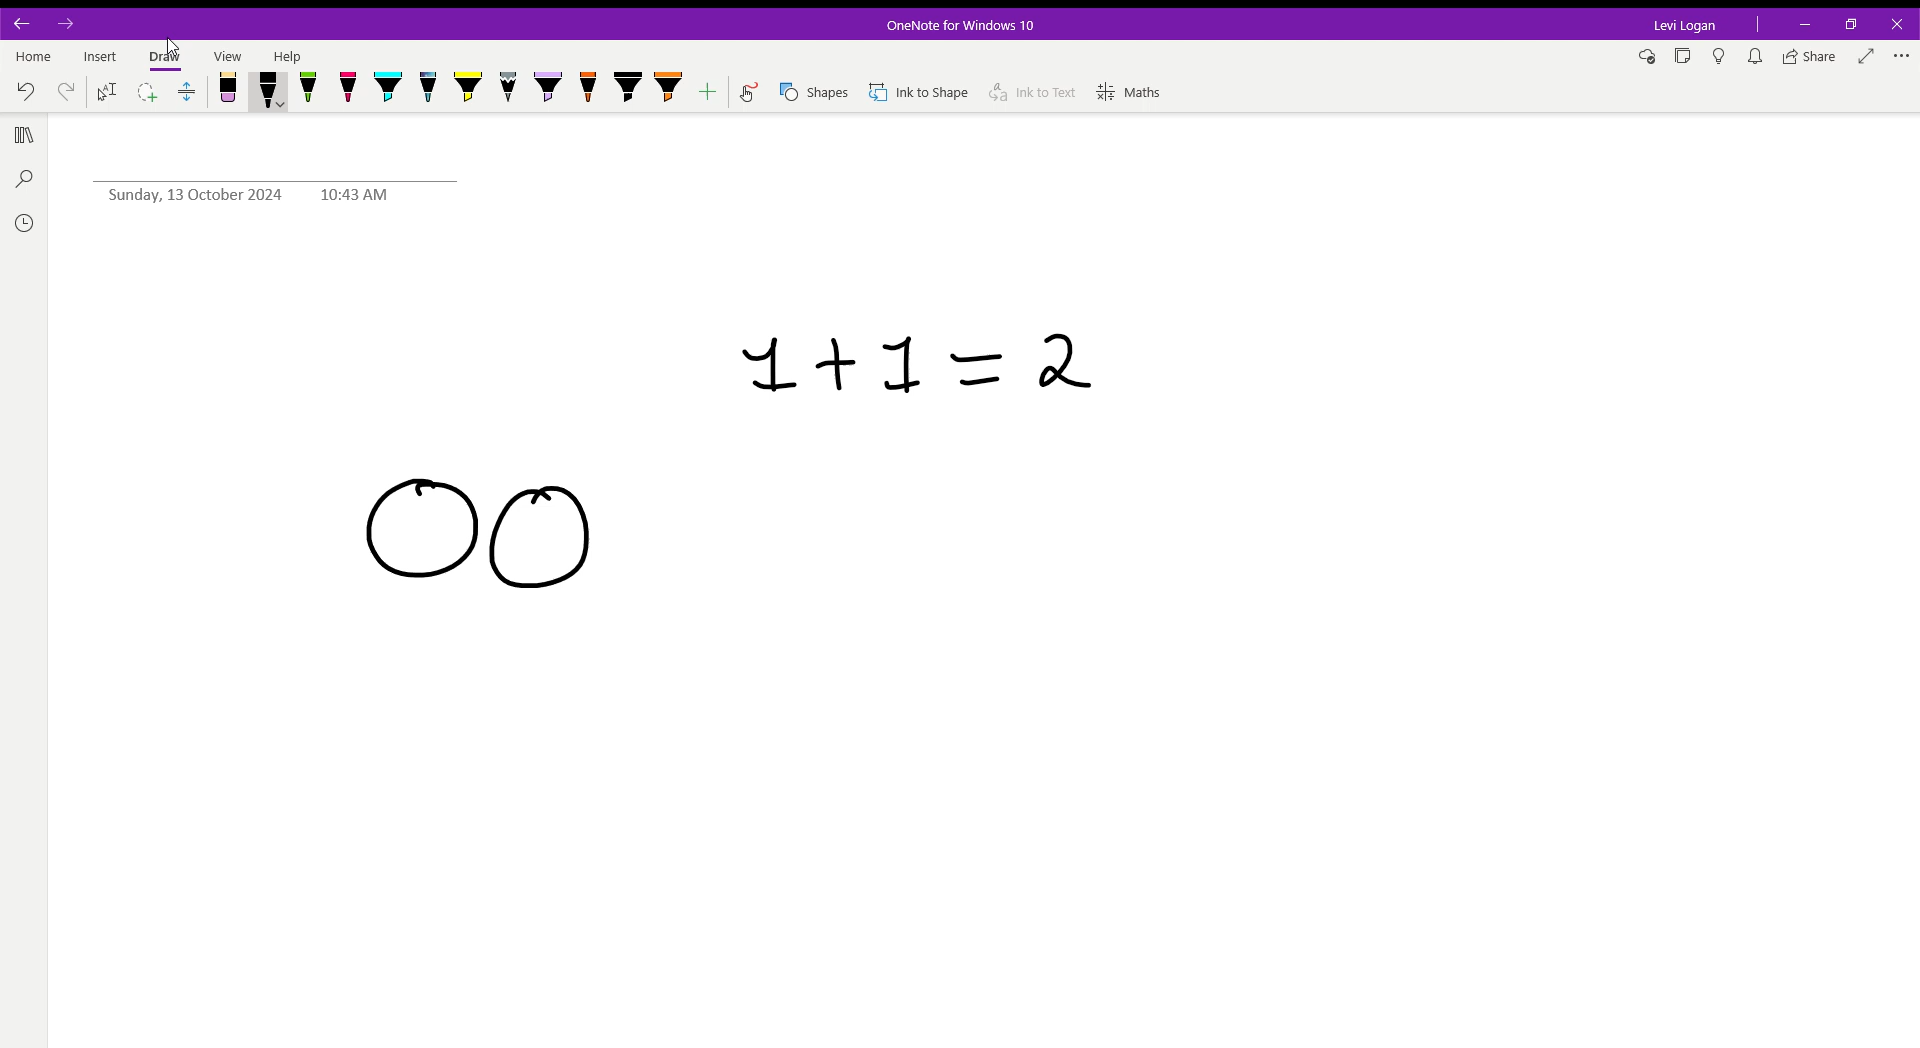 OneNote for Windows 10
Levi Logan
Home Insert Draw View Help
Share
Shapes Ink to Shape Ink to Text Maths
Sunday, 13 October 2024 10:43 AM
1 + 1 = 2